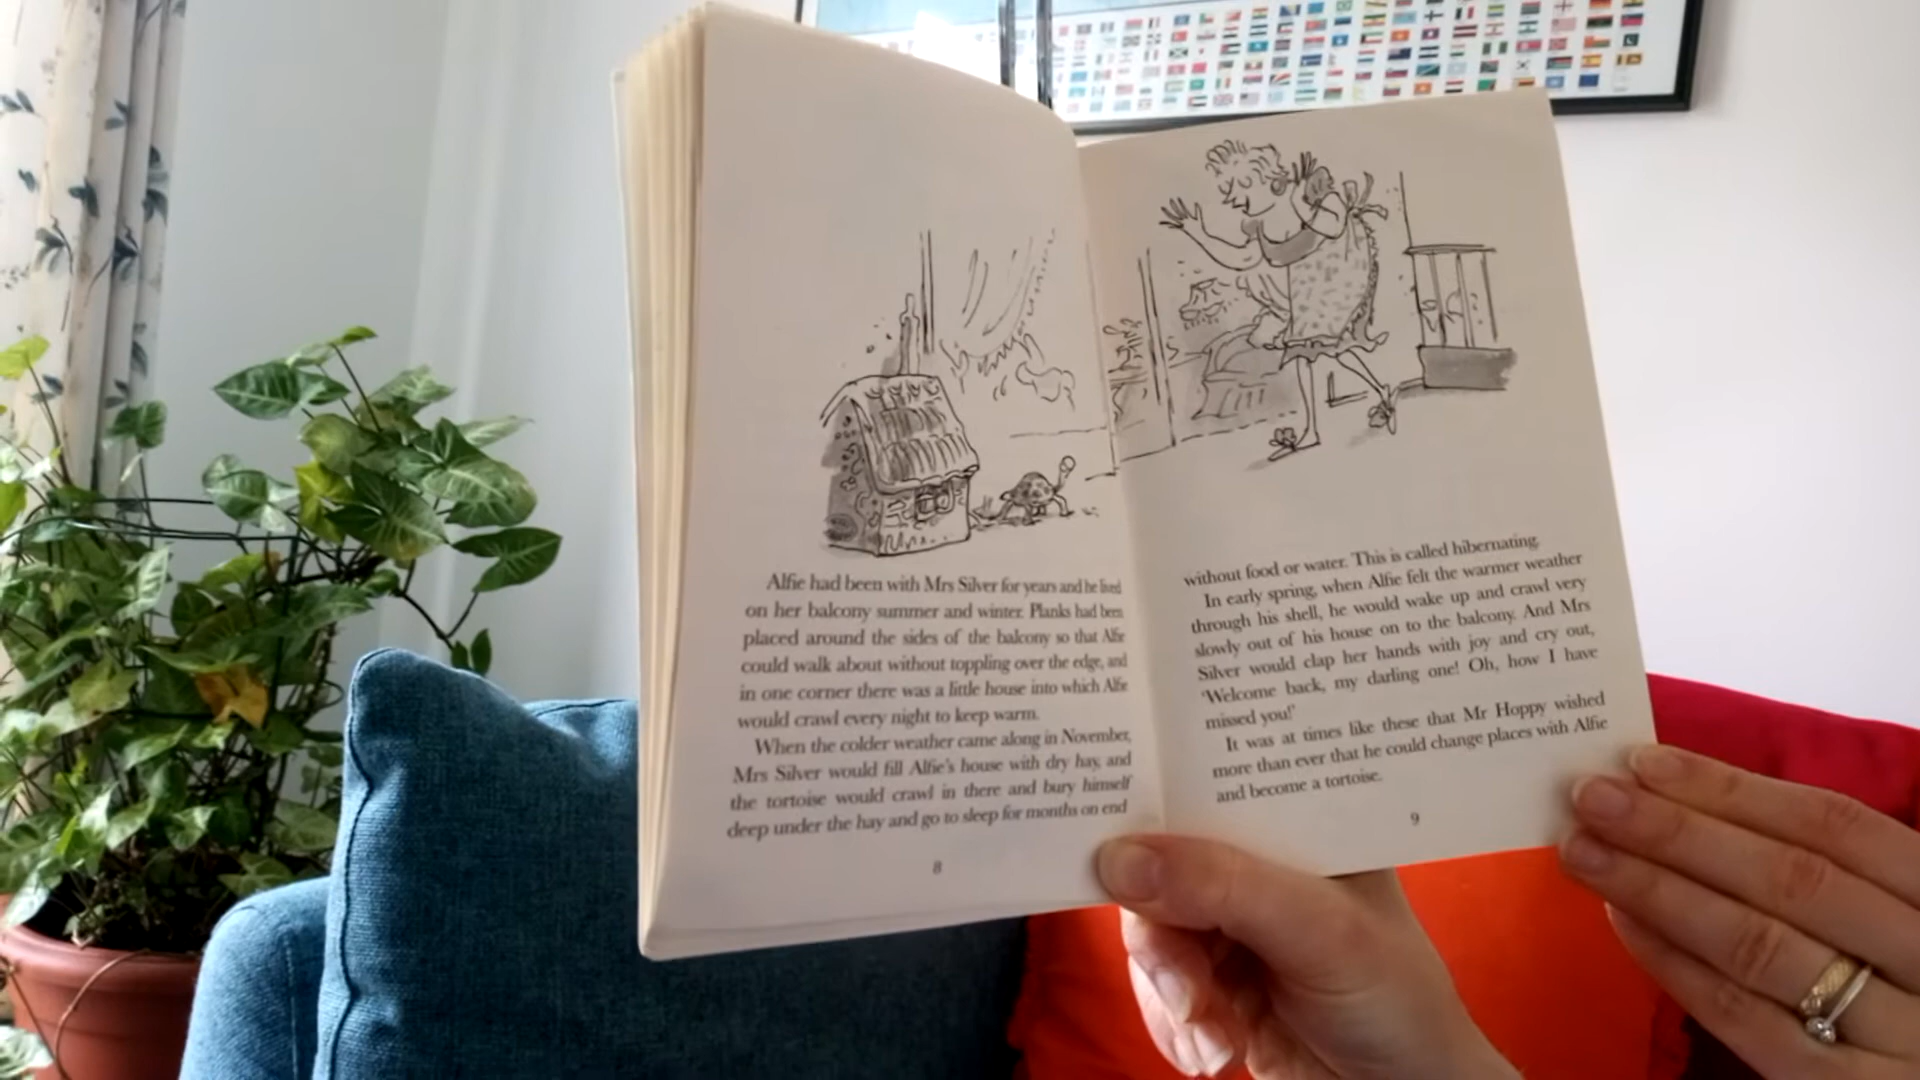 Alfie had been with Mrs Silver for years and he lived
on her balcony summer and winter. Planks had been
placed around the sides of the balcony so that Alfie
could walk about without toppling over the edge, and
in one corner there was a little house into which Alfie
would crawl every night to keep warm.
When the colder weather came along in November,
Mrs Silver would fill Alfie's house with dry hay, and
the tortoise would crawl in there and bury himself
deep under the hay and go to sleep for months on end
8
without food or water. This is called hibernating.
In early spring, when Alfie felt the warmer weather
through his shell, he would wake up and crawl very
slowly out of his house on to the balcony. And Mrs
Silver would clap her hands with joy and cry out,
'Welcome back, my darling one! Oh, how I have
missed you!'
It was at times like these that Mr Hoppy wished
more than ever that he could change places with Alfie
and become a tortoise.
9